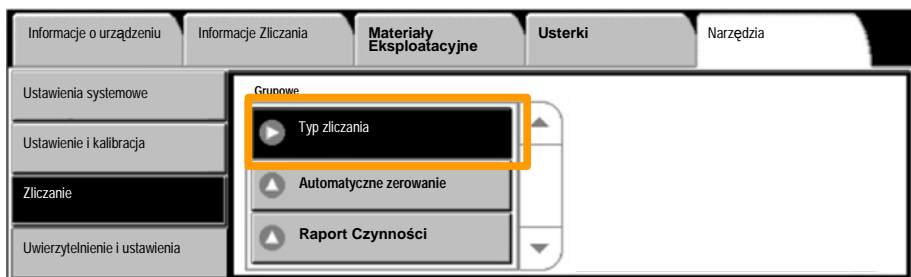 Informacje o urządzeniu
Informacje Zliczania
Materiały
Eksploatacyjne
Usterki
Narzędzia
Ustawienia systemowe
Ustawienie i kalibracja
Zliczanie
Uwierzytelnienie i ustawienia
Grupowe
Typ zliczania
Automatyczne zerowanie
Raport Czynności